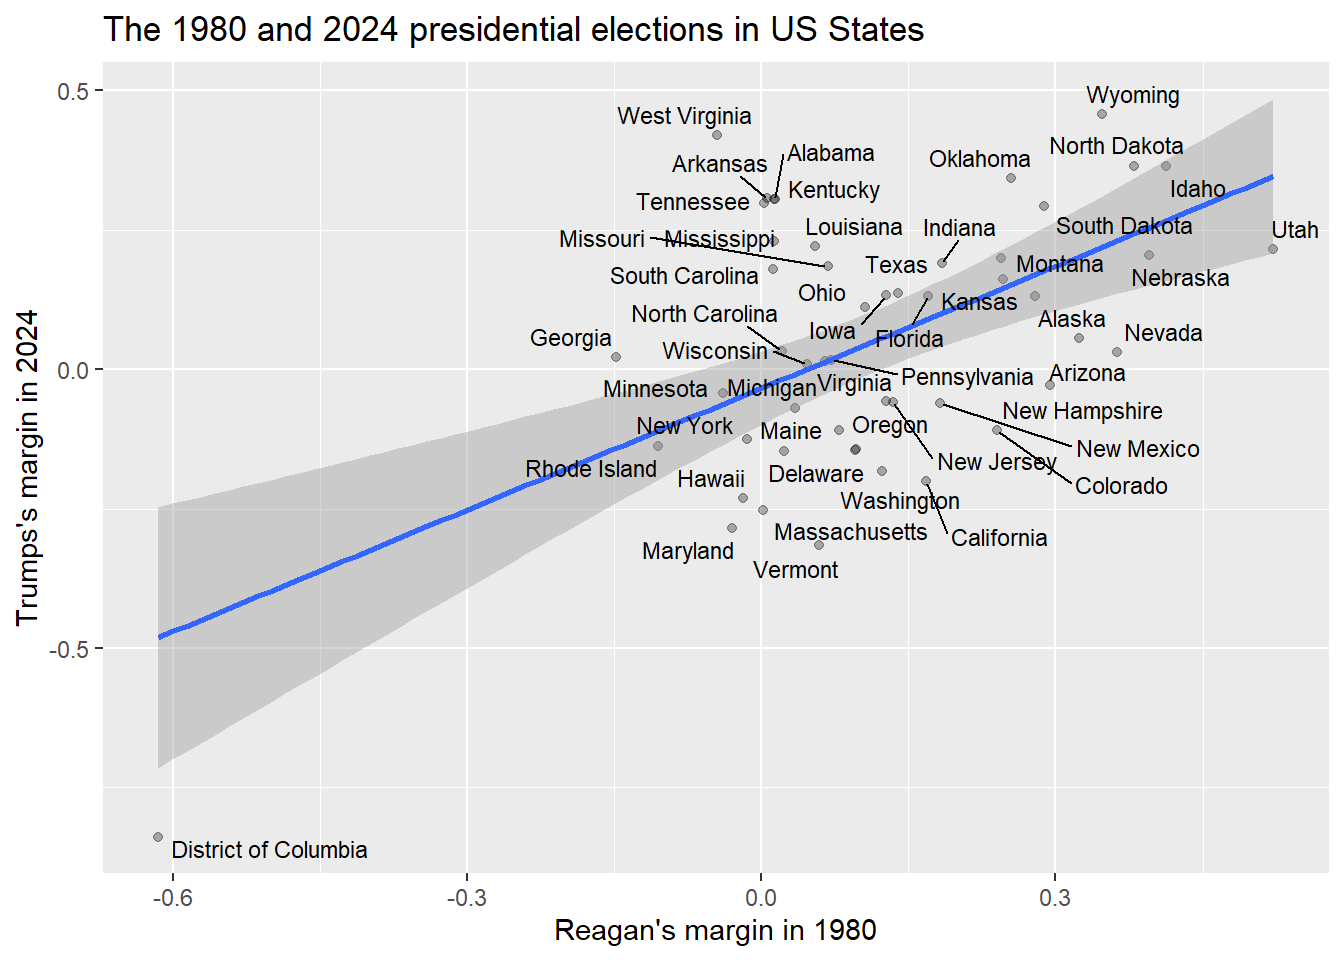 The 1980 and 2024 presidential elections in US States
Trumps's margin in 2024
0.5
0.0
-0.5
Wyoming
West Virginia
North Dakota
Alabama
Arkansas
Oklahoma
Kentucky
Idaho
Tennessee
Louisiana
Indiana
South Dakota
Utah
Missouri
Mississippi
Texas
Montana
South Carolina
Nebraska
Ohio
Kansas
North Carolina
Alaska
Iowa
Florida
Georgia
Nevada
Wisconsin
Arizona
Pennsylvania
Minnesota
Michigan
Virginia
New Hampshire
New York
Maine
Oregon
New Mexico
Rhode Island
New Jersey
Hawaii
Delaware
Colorado
Washington
Massachusetts
California
Maryland
Vermont
District of Columbia
-0.6
-0.3
0.0
0.3
Reagan's margin in 1980